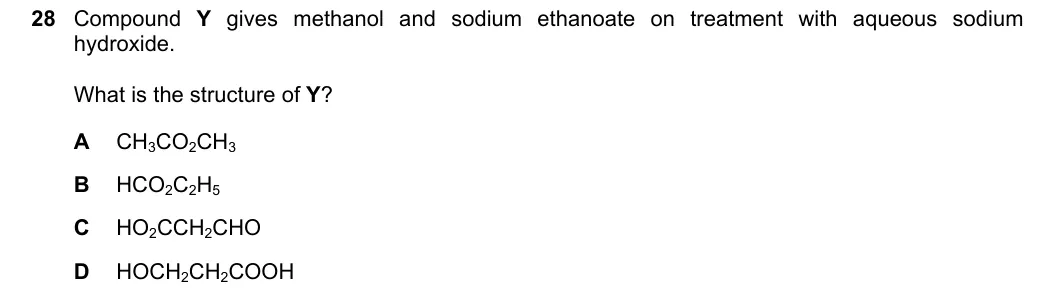 28 Compound Y gives methanol and sodium ethanoate on treatment with aqueous sodium
hydroxide.
What is the structure of Y?
A CH₃CO₂CH₃
B HCO₂C₂H₅
C HO₂CCH₂CHO
D HOCH₂CH₂COOH